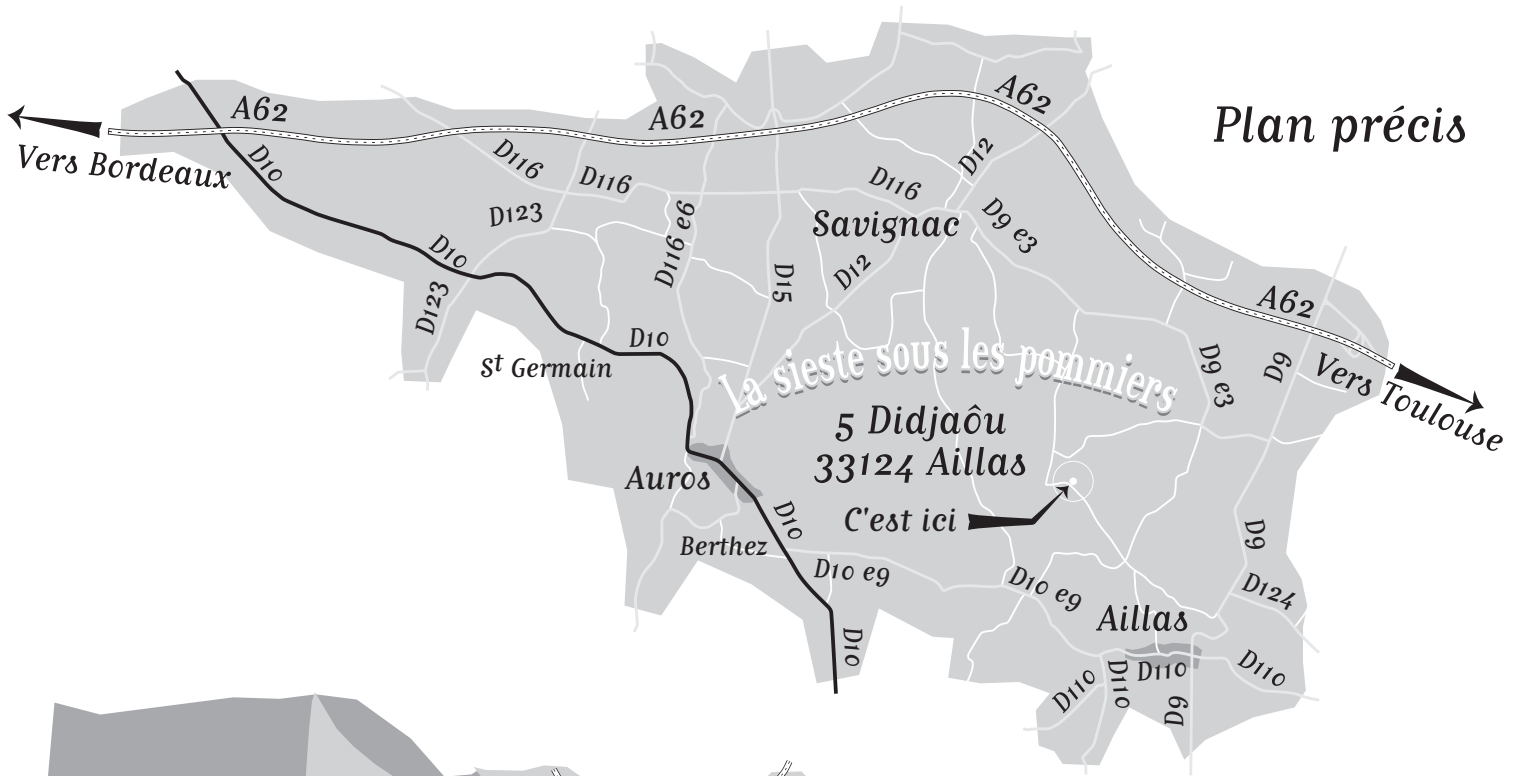 Plan précis
A62
A62
A62
A62
Vers Bordeaux
D10
D116
D116
D116
D12
D123
D116 e6
Savignac
D9 e3
D10
D12
D15
D123
D10
St Germain
La sieste sous les pommiers
D9 e3
D9
Vers Toulouse
5 Didjaôu
33124 Aillas
Auros
C'est ici
D10
D9
Berthez
D10 e9
D10 e9
D124
Aillas
D10
D110
D110
D110
D110
D9